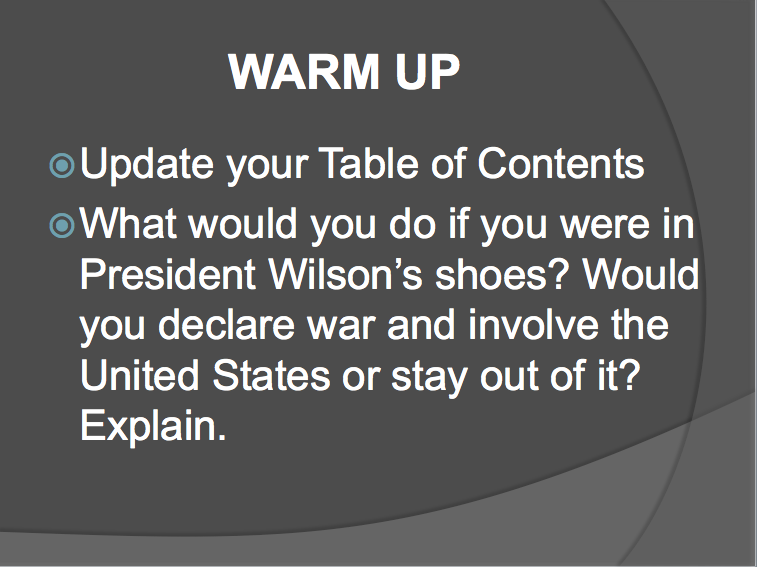 WARM UP
Update your Table of Contents
What would you do if you were in
President Wilson’s shoes? Would
you declare war and involve the
United States or stay out of it?
Explain.